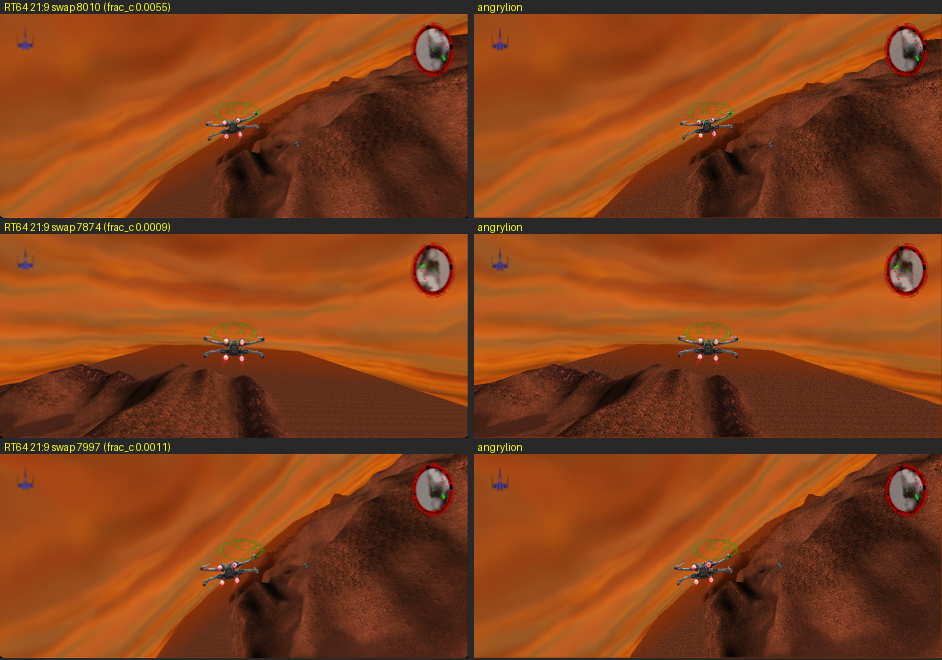 RT64 21:9 swap 8010 (frac_c 0.0055)
angrylion
RT64 21:9 swap 7874 (frac_c 0.0009)
angrylion
RT64 21:9 swap 7997 (frac_c 0.0011)
angrylion